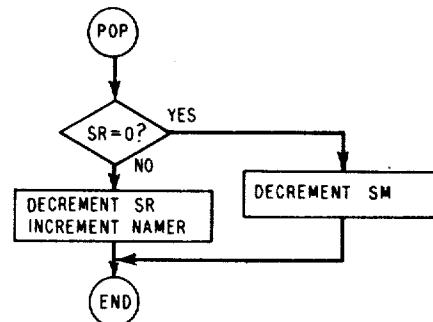 POP
SR=0?
YES
NO
DECREMENT SR
INCREMENT NAMER
DECREMENT SM
END